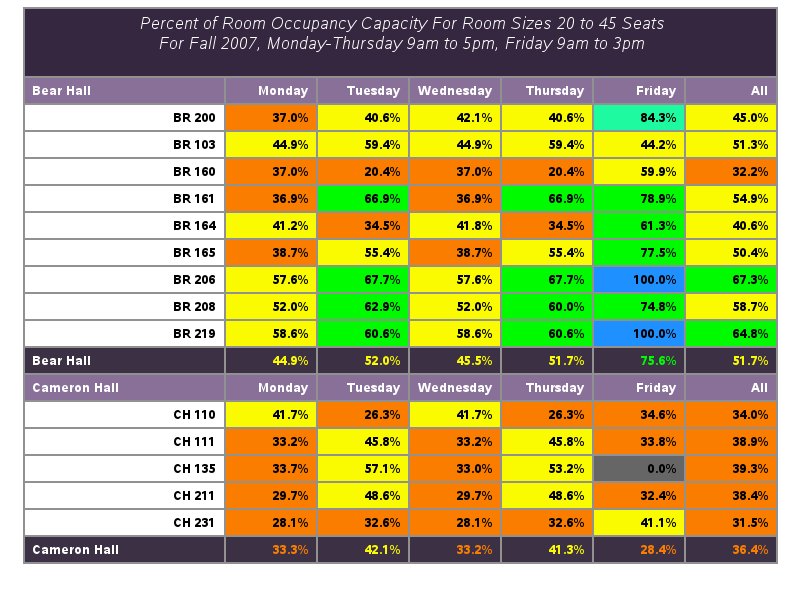 Percent of Room Occupancy Capacity For Room Sizes 20 to 45 Seats
For Fall 2007, Monday-Thursday 9am to 5pm, Friday 9am to 3pm
Bear Hall Monday Tuesday Wednesday Thursday Friday All
BR 200 37.0% 40.6% 42.1% 40.6% 84.3% 45.0%
BR 103 44.9% 59.4% 44.9% 59.4% 44.2% 51.3%
BR 160 37.0% 20.4% 37.0% 20.4% 59.9% 32.2%
BR 161 36.9% 66.9% 36.9% 66.9% 78.9% 54.9%
BR 164 41.2% 34.5% 41.8% 34.5% 61.3% 40.6%
BR 165 38.7% 55.4% 38.7% 55.4% 77.5% 50.4%
BR 206 57.6% 67.7% 57.6% 67.7% 100.0% 67.3%
BR 208 52.0% 62.9% 52.0% 60.0% 74.8% 58.7%
BR 219 58.6% 60.6% 58.6% 60.6% 100.0% 64.8%
Bear Hall 44.9% 52.0% 45.5% 51.7% 75.6% 51.7%
Cameron Hall Monday Tuesday Wednesday Thursday Friday All
CH 110 41.7% 26.3% 41.7% 26.3% 34.6% 34.0%
CH 111 33.2% 45.8% 33.2% 45.8% 33.8% 38.9%
CH 135 33.7% 57.1% 33.0% 53.2% 0.0% 39.3%
CH 211 29.7% 48.6% 29.7% 48.6% 32.4% 38.4%
CH 231 28.1% 32.6% 28.1% 32.6% 41.1% 31.5%
Cameron Hall 33.3% 42.1% 33.2% 41.3% 28.4% 36.4%